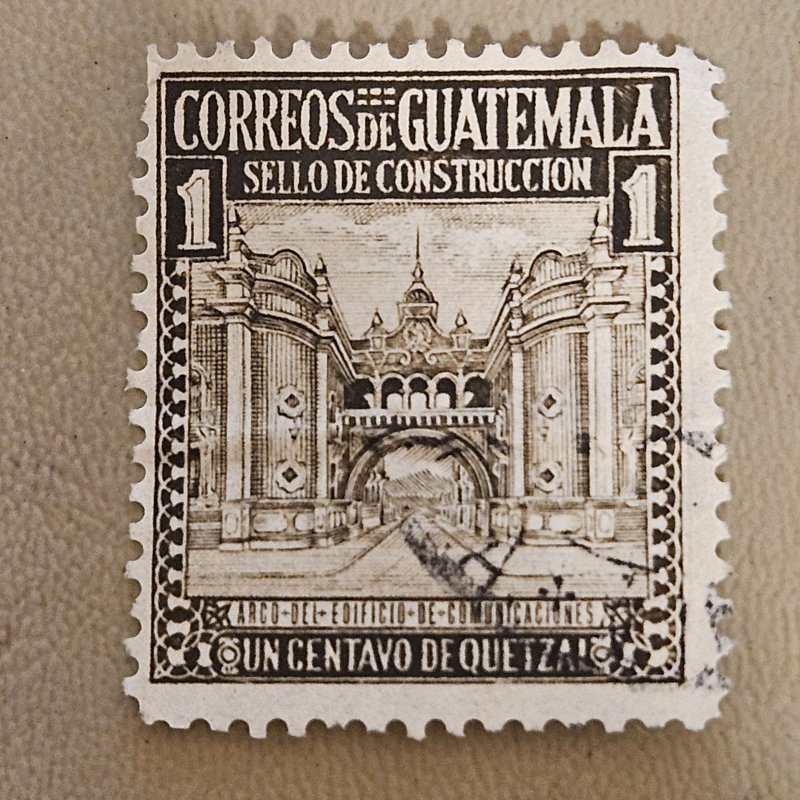 CORREOS DE GUATEMALA
1 SELLO DE CONSTRUCCION 1
ARCO DEL EDIFICIO DE COMUNICACIONES
UN CENTAVO DE QUETZAL